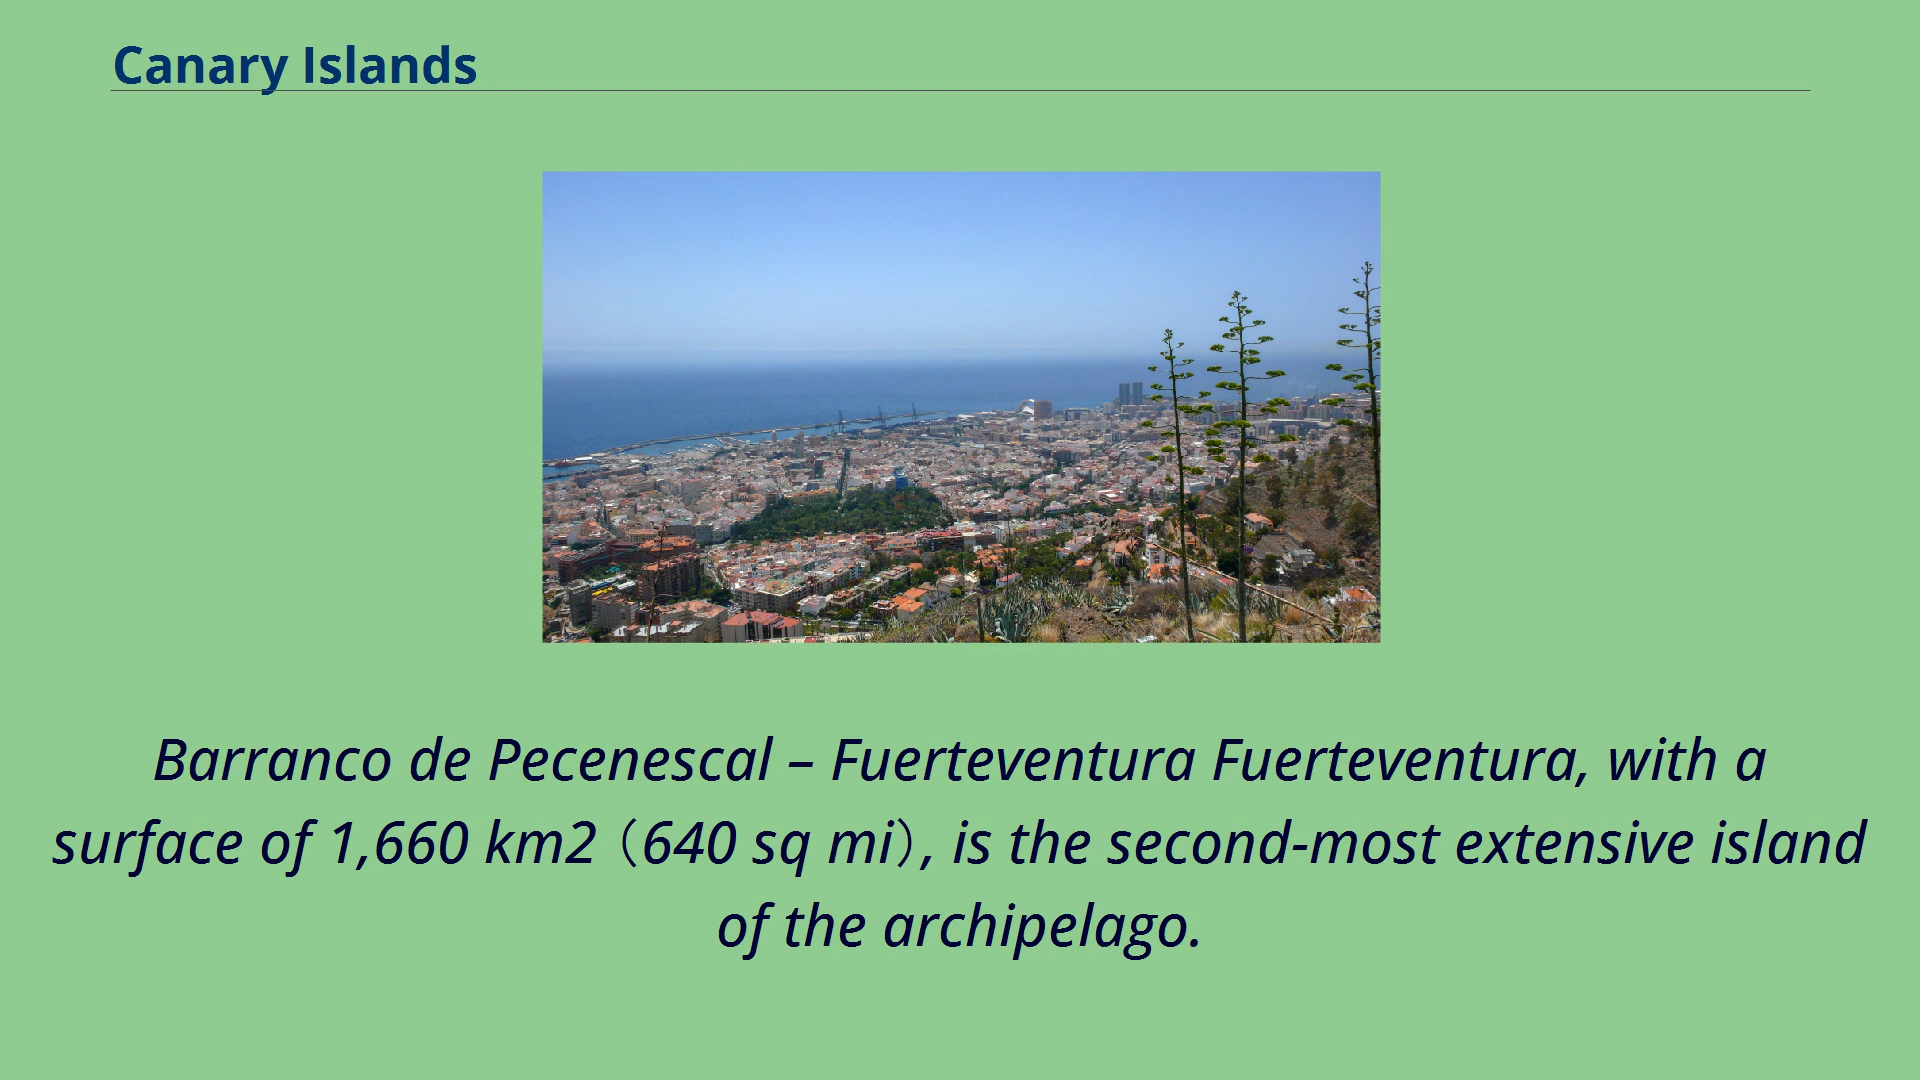 Canary Islands
Barranco de Pecenescal – Fuerteventura Fuerteventura, with a
surface of 1,660 km2（640 sq mi）, is the second-most extensive island
of the archipelago.